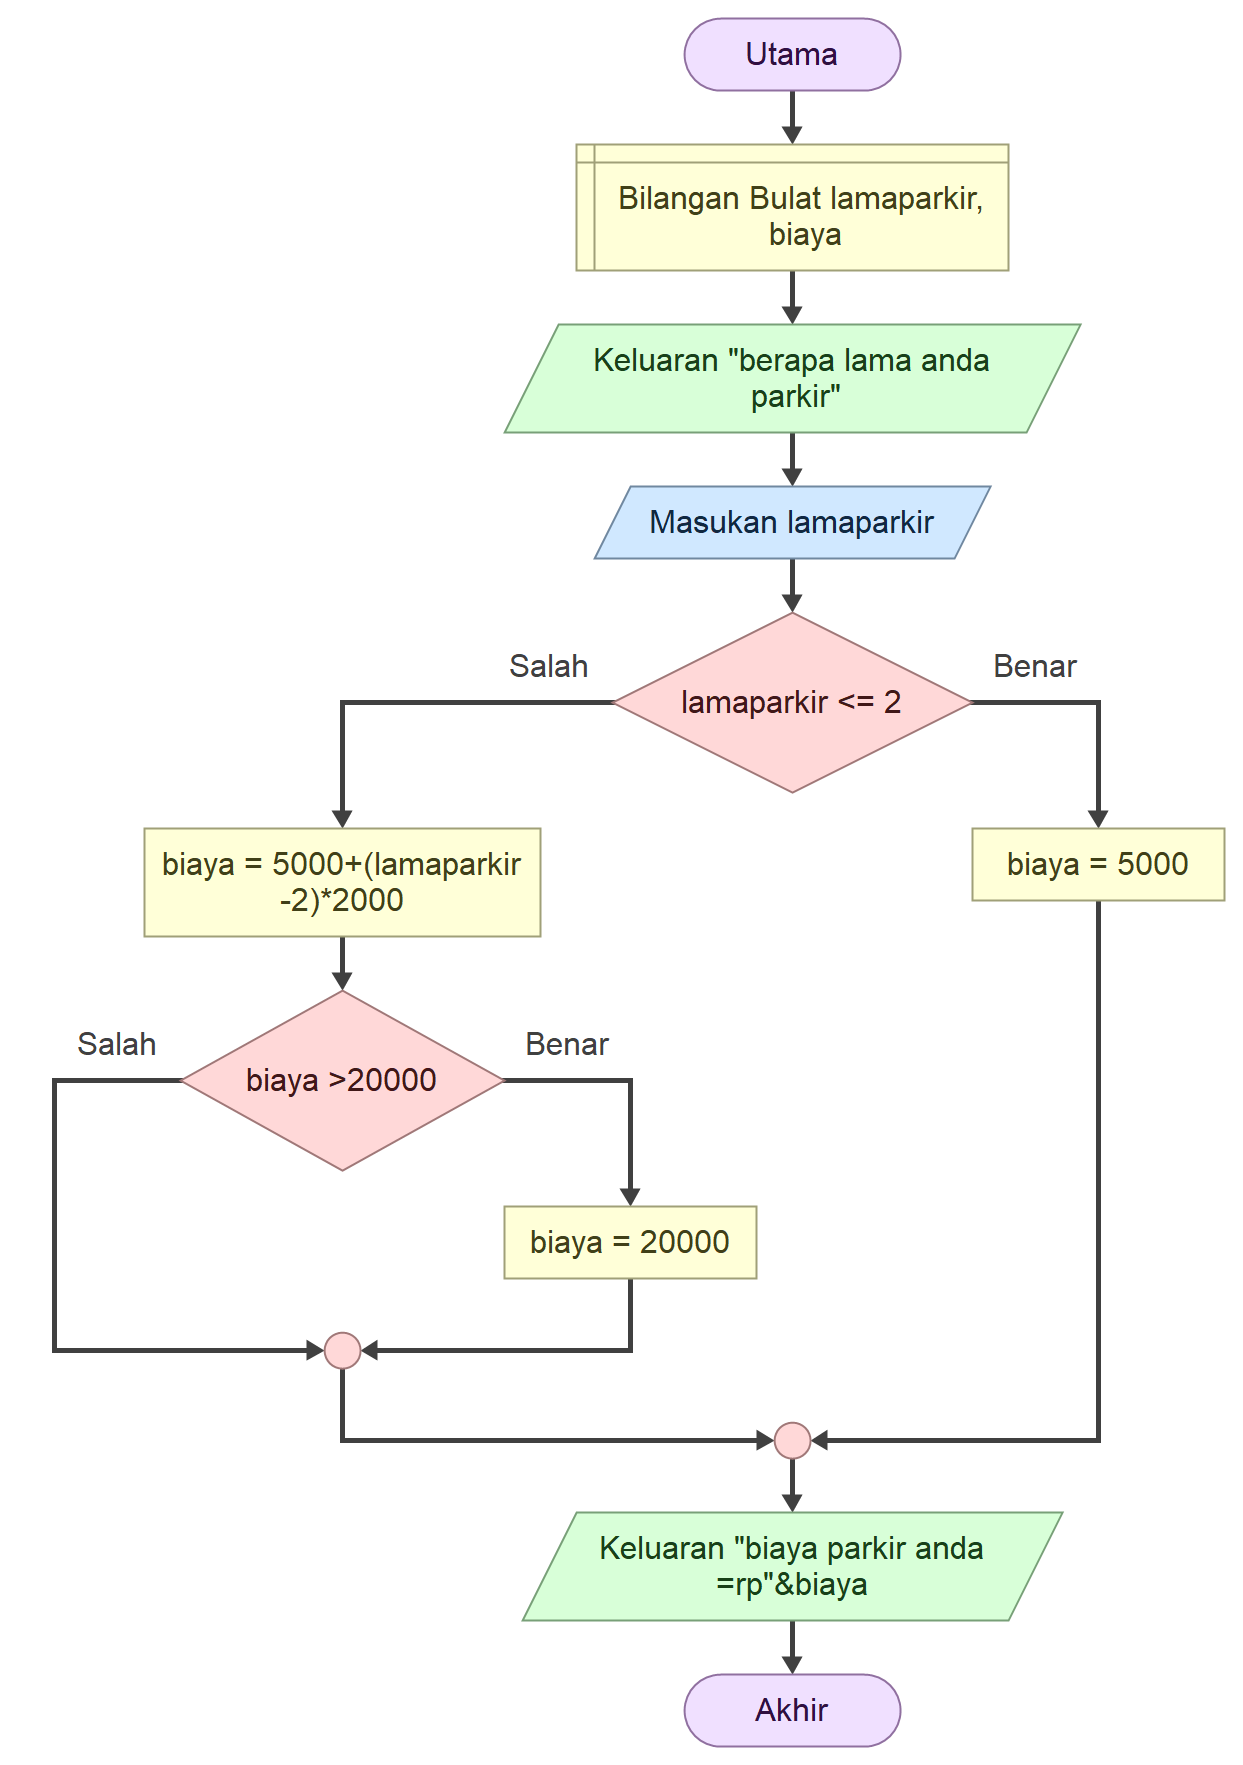 Utama
Bilangan Bulat lamaparkir,
biaya
Keluaran "berapa lama anda
parkir"
Masukan lamaparkir
Salah
Benar
lamaparkir <= 2
biaya = 5000+(lamaparkir
-2)*2000
biaya = 5000
Salah
Benar
biaya >20000
biaya = 20000
Keluaran "biaya parkir anda
=rp"&biaya
Akhir